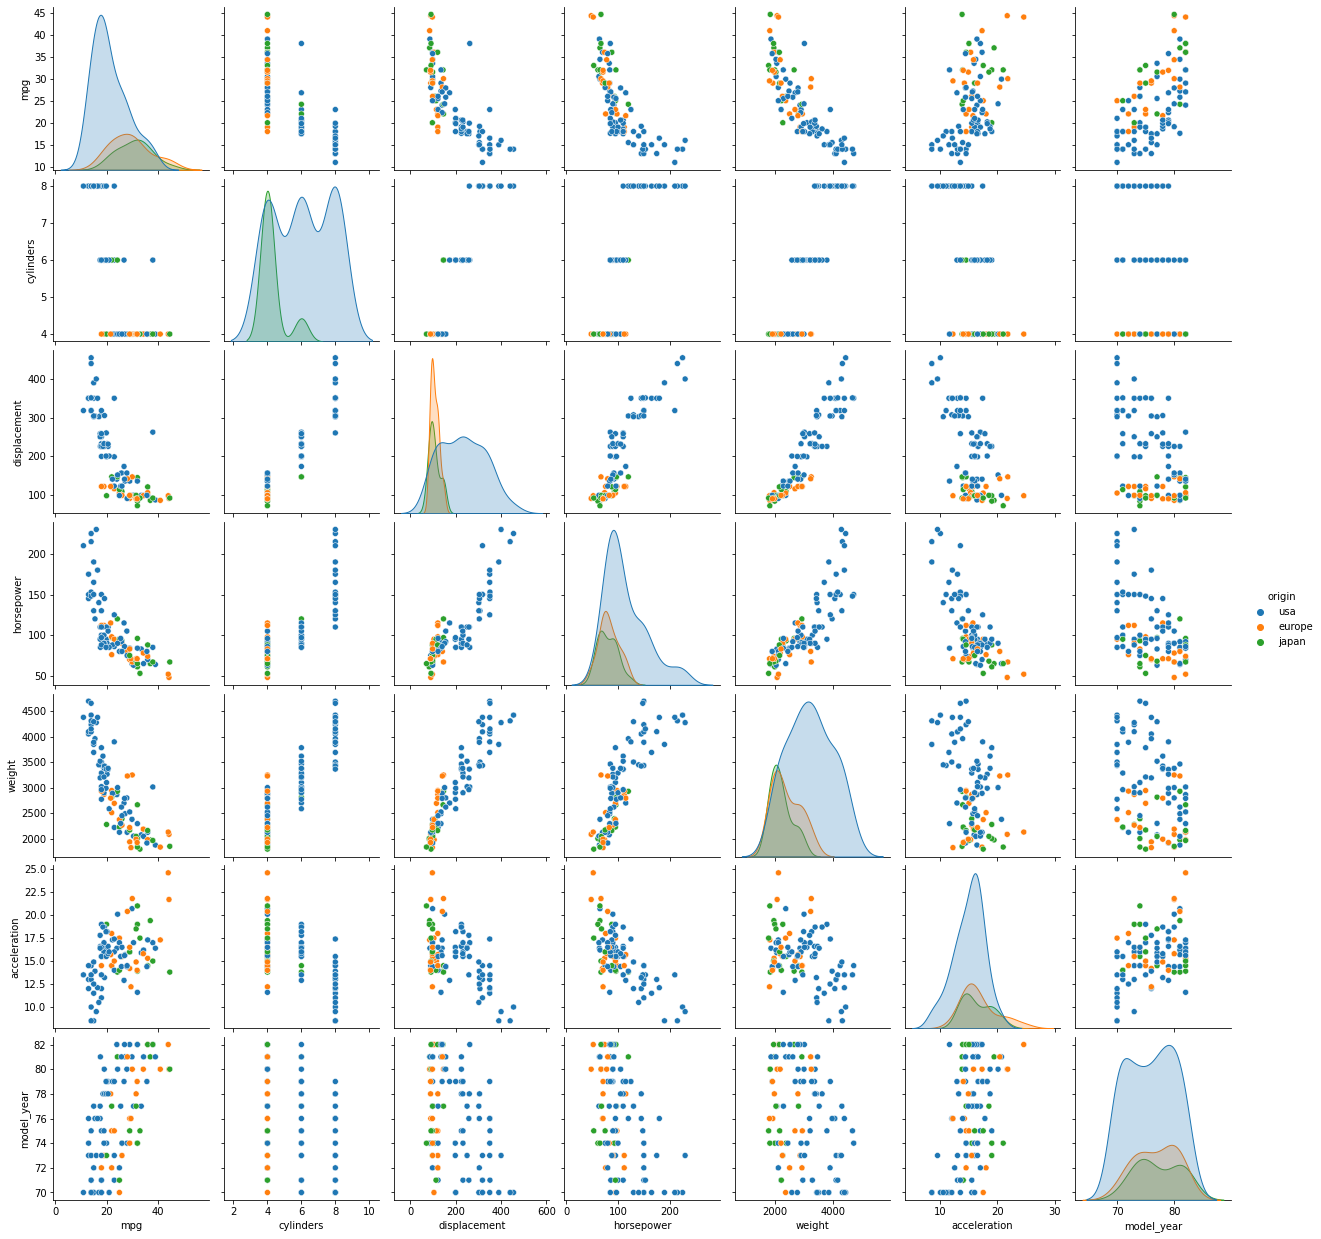 45
40
35
30
25
20
15
10
mpg
8
7
6
5
4
cylinders
400
300
200
100
displacement
200
150
100
50
horsepower
origin
usa
europe
japan
4500
4000
3500
3000
2500
2000
weight
25.0
22.5
20.0
17.5
15.0
12.5
10.0
acceleration
82
80
78
76
74
72
70
model_year
0 20 40
2 4 6 8 10
0 200 400 600
0 100 200
2000 4000
10 20 30
70 80
mpg cylinders displacement horsepower weight acceleration model_year